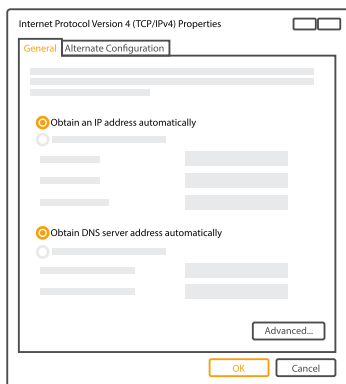 Internet Protocol Version 4 (TCP/IPv4) Properties
General
Alternate Configuration
Obtain an IP address automatically
Obtain DNS server address automatically
Advanced...
OK
Cancel